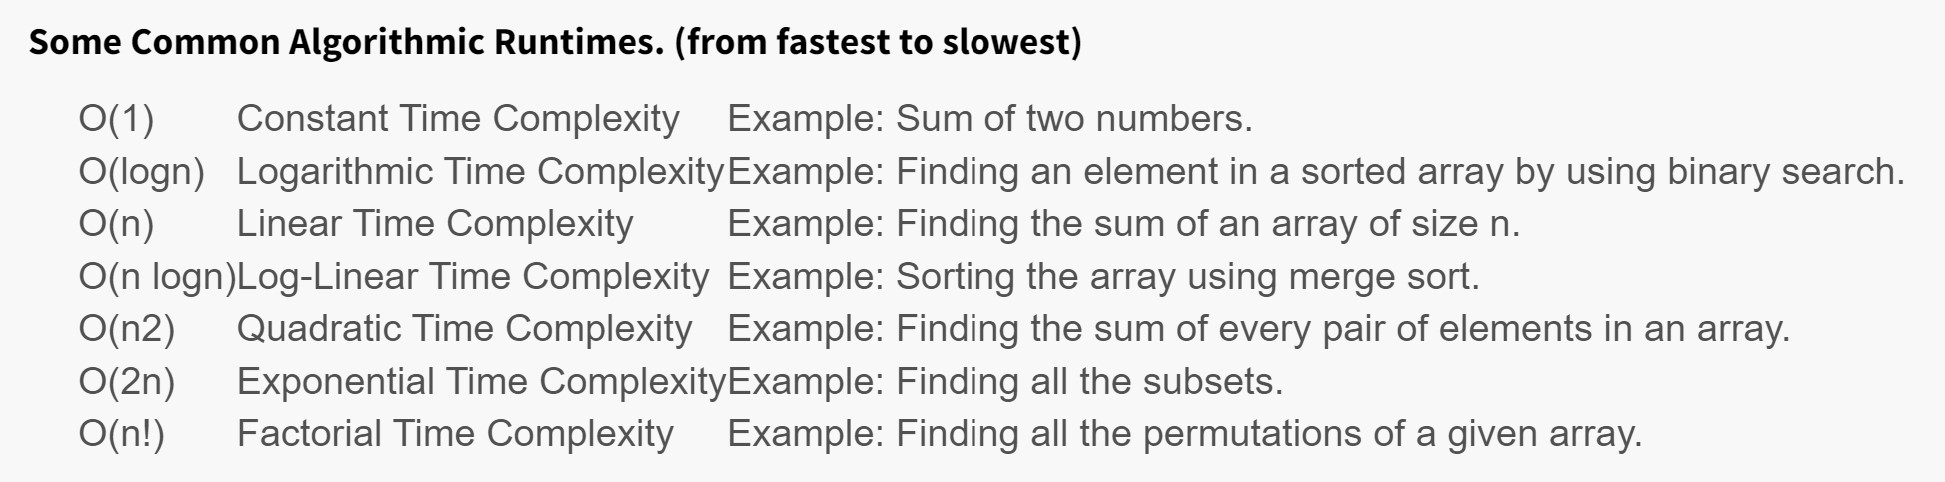 Some Common Algorithmic Runtimes. (from fastest to slowest)
O(1) Constant Time Complexity Example: Sum of two numbers.
O(logn) Logarithmic Time Complexity Example: Finding an element in a sorted array by using binary search.
O(n) Linear Time Complexity Example: Finding the sum of an array of size n.
O(n logn) Log-Linear Time Complexity Example: Sorting the array using merge sort.
O(n2) Quadratic Time Complexity Example: Finding the sum of every pair of elements in an array.
O(2n) Exponential Time Complexity Example: Finding all the subsets.
O(n!) Factorial Time Complexity Example: Finding all the permutations of a given array.